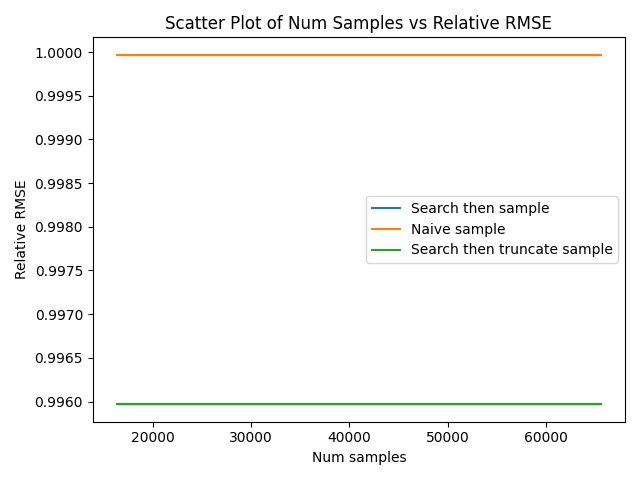 Scatter Plot of Num Samples vs Relative RMSE
1.0000
0.9995
0.9990
0.9985
0.9980
0.9975
0.9970
0.9965
0.9960
Relative RMSE
Search then sample
Naive sample
Search then truncate sample
20000 30000 40000 50000 60000
Num samples